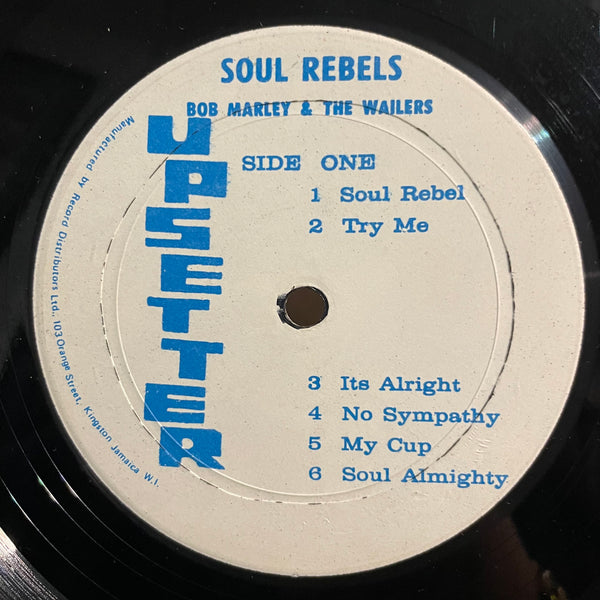 SOUL REBELS
BOB MARLEY & THE WAILERS
UPSETTER
SIDE ONE
1 Soul Rebel
2 Try Me
3 Its Alright
4 No Sympathy
5 My Cup
6 Soul Almighty
Manufactured by Record Distributors Ltd., 103 Orange Street, Kingston Jamaica W.I.